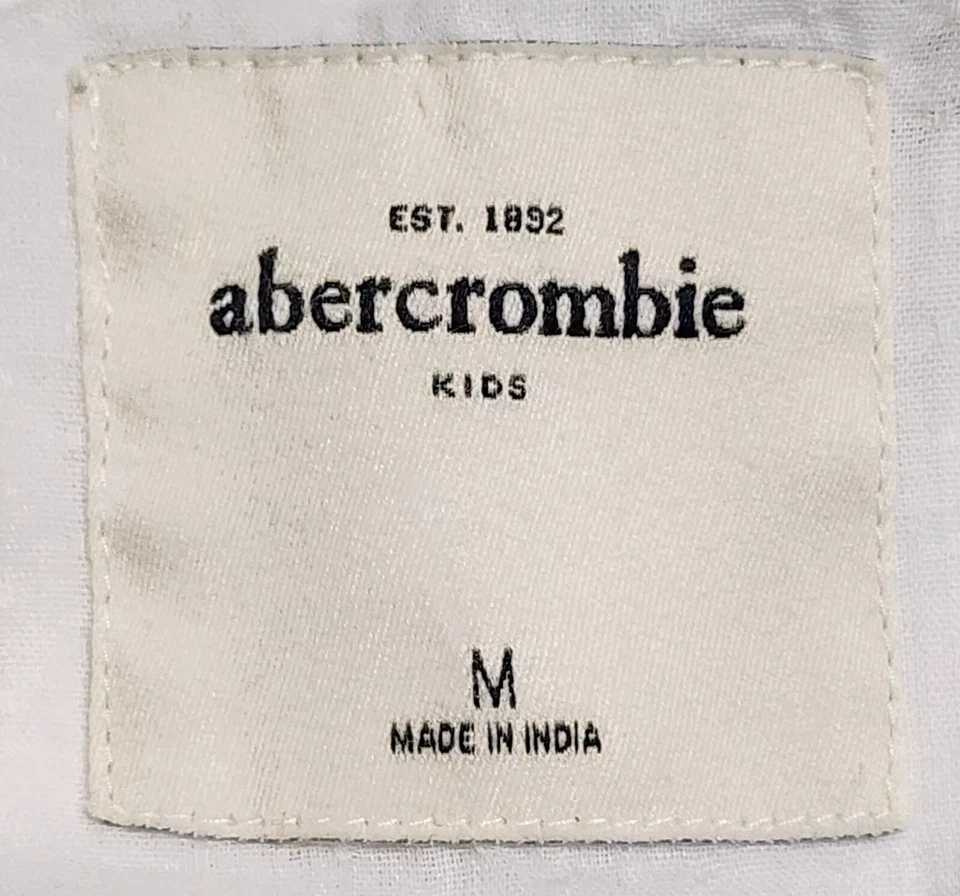 EST. 1892
abercrombie
KIDS
M
MADE IN INDIA